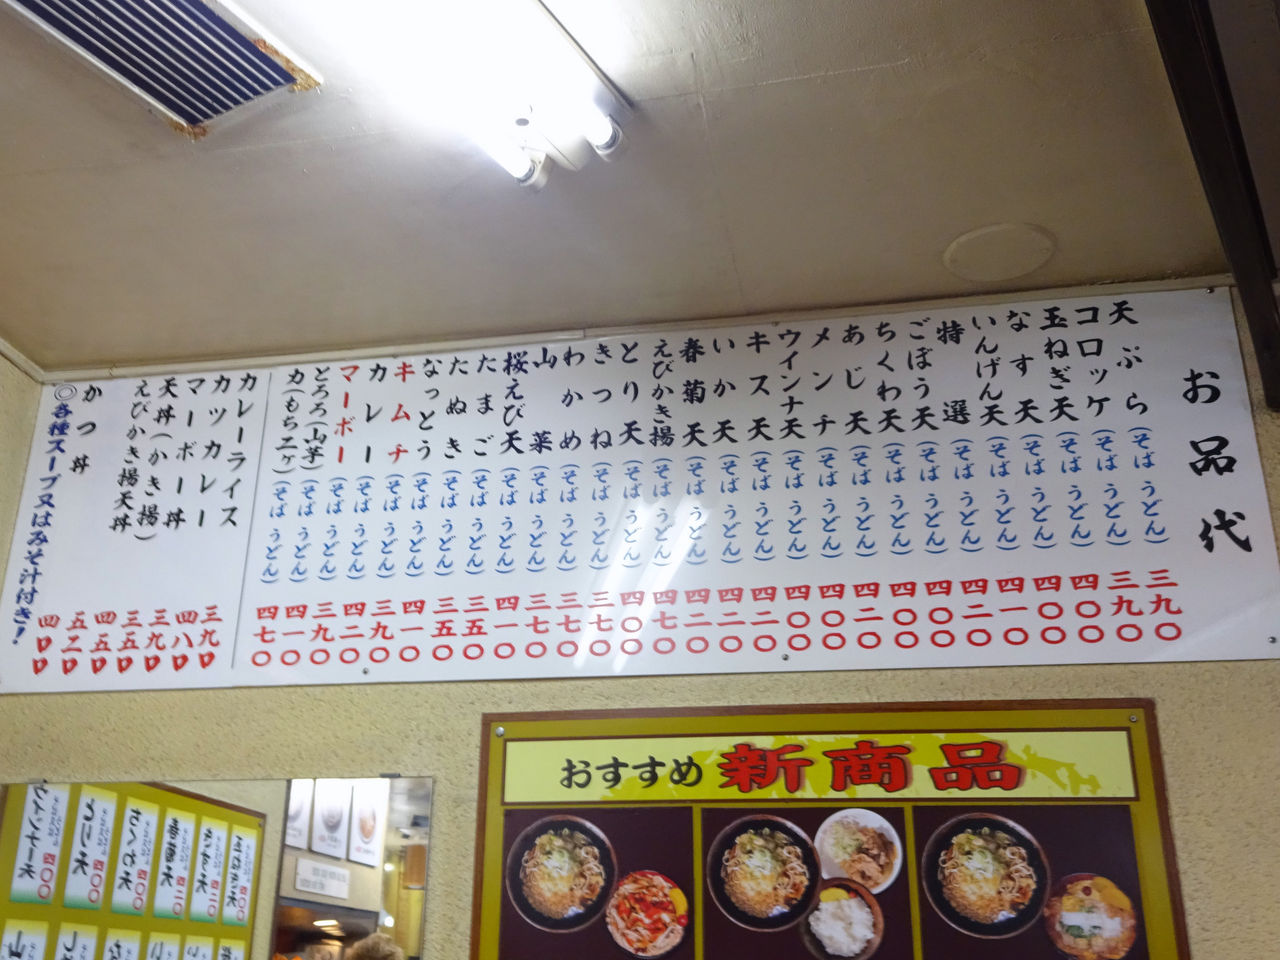 お品代
天ぷら(そば うどん) 三九〇
コロッケ(そば うどん) 三九〇
玉ねぎ天(そば うどん) 四〇〇
なす天(そば うどん) 四〇〇
いんげん天(そば うどん) 四一〇
特選(そば うどん) 四二〇
ごぼう天(そば うどん) 四〇〇
ちくわ天(そば うどん) 四〇〇
あじ天(そば うどん) 四二〇
メンチ(そば うどん) 四〇〇
ウインナ天(そば うどん) 四〇〇
キス天(そば うどん) 四二〇
いか天(そば うどん) 四二〇
春菊天(そば うどん) 四二〇
えびかき揚(そば うどん) 四七〇
とり天(そば うどん) 四〇〇
きつね(そば うどん) 三七〇
わかめ(そば うどん) 三七〇
山菜(そば うどん) 三七〇
桜えび天(そば うどん) 四一〇
たまご(そば うどん) 三五〇
たぬき(そば うどん) 三五〇
なっとう(そば うどん) 四一〇
キムチ(そば うどん) 三九〇
カレー(そば うどん) 四二〇
マーボー(そば うどん) 三九〇
とろろ(山芋)(そば うどん) 四一〇
力(もち二ヶ)(そば うどん) 四七〇
カレーライス 三九〇
カツカレー 四八〇
マーボー丼 三九〇
天丼(かき揚) 三五〇
えびかき揚天丼 四五〇
かつ丼 五二〇
◎各種スープ又はみそ汁付き!
おすすめ 新商品